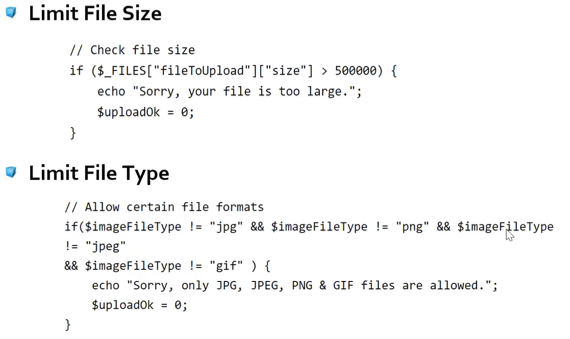 Limit File Size
// Check file size
if ($_FILES["fileToUpload"]["size"] > 500000) {
echo "Sorry, your file is too large.";
$uploadOk = 0;
}
Limit File Type
// Allow certain file formats
if($imageFileType != "jpg" && $imageFileType != "png" && $imageFileType
!= "jpeg"
&& $imageFileType != "gif" ) {
echo "Sorry, only JPG, JPEG, PNG & GIF files are allowed.";
$uploadOk = 0;
}